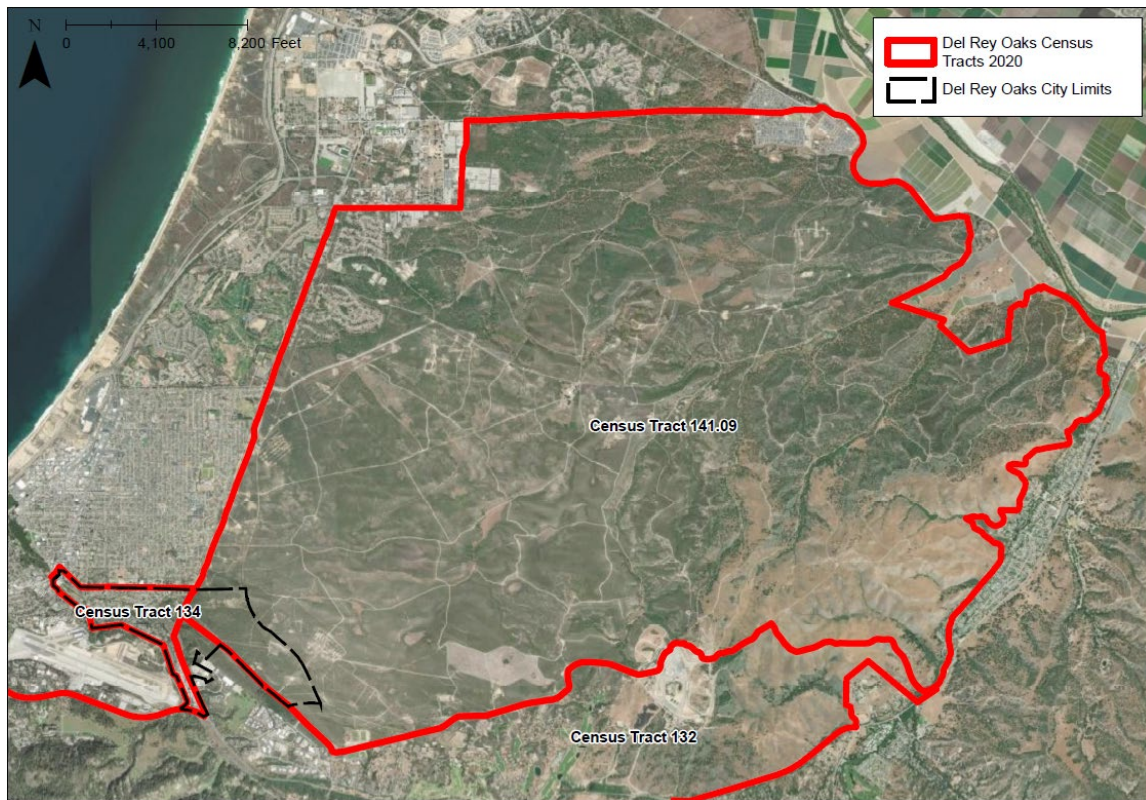 N
0 4,100 8,200 Feet
Del Rey Oaks Census
Tracts 2020
Del Rey Oaks City Limits
Census Tract 141.09
Census Tract 134
Census Tract 132